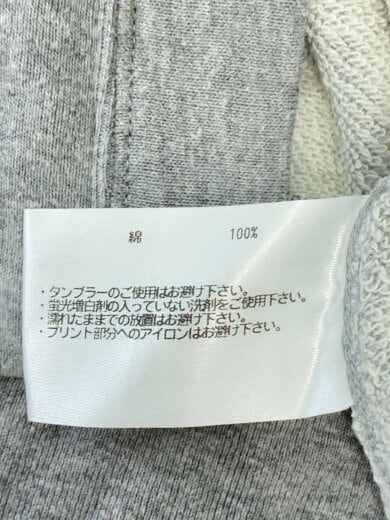 綿 100%
・タンブラーのご使用はお避け下さい。
・蛍光増白剤の入っていない洗剤をご使用下さい。
・濡れたままでの放置はお避け下さい。
・プリント部分へのアイロンはお避け下さい。